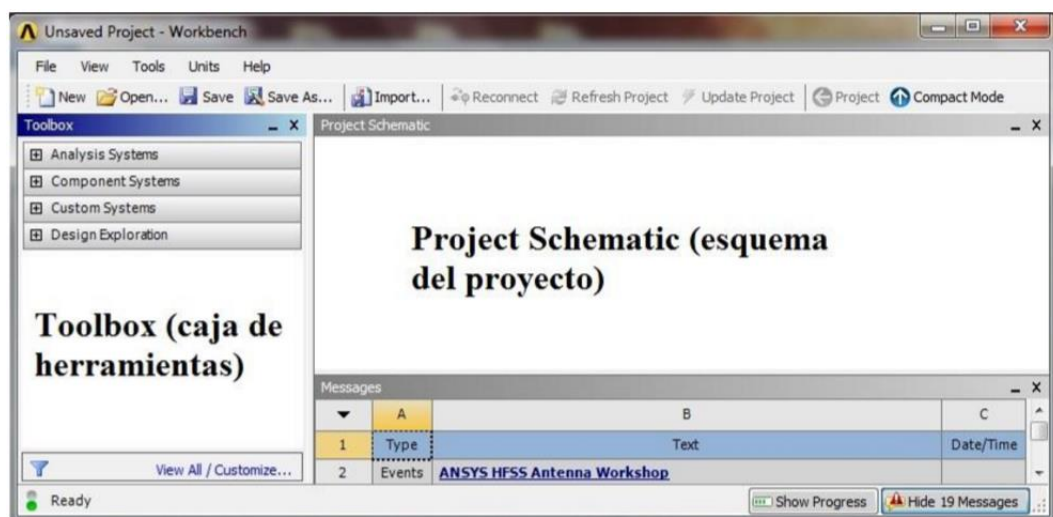 Unsaved Project - Workbench
File View Tools Units Help
New Open... Save Save As... Import... Reconnect Refresh Project Update Project Project Compact Mode
Toolbox
Analysis Systems
Component Systems
Custom Systems
Design Exploration
Toolbox (caja de
herramientas)
View All / Customize...
Project Schematic
Project Schematic (esquema
del proyecto)
Messages
A B C
1 Type Text Date/Time
2 Events ANSYS HFSS Antenna Workshop
Ready Show Progress Hide 19 Messages